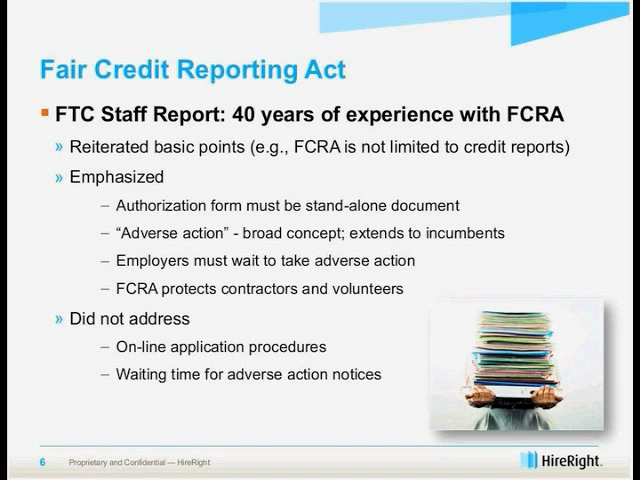 Fair Credit Reporting Act
▪ FTC Staff Report: 40 years of experience with FCRA
» Reiterated basic points (e.g., FCRA is not limited to credit reports)
» Emphasized
– Authorization form must be stand-alone document
– “Adverse action” - broad concept; extends to incumbents
– Employers must wait to take adverse action
– FCRA protects contractors and volunteers
» Did not address
– On-line application procedures
– Waiting time for adverse action notices
6 Proprietary and Confidential — HireRight
HireRight.